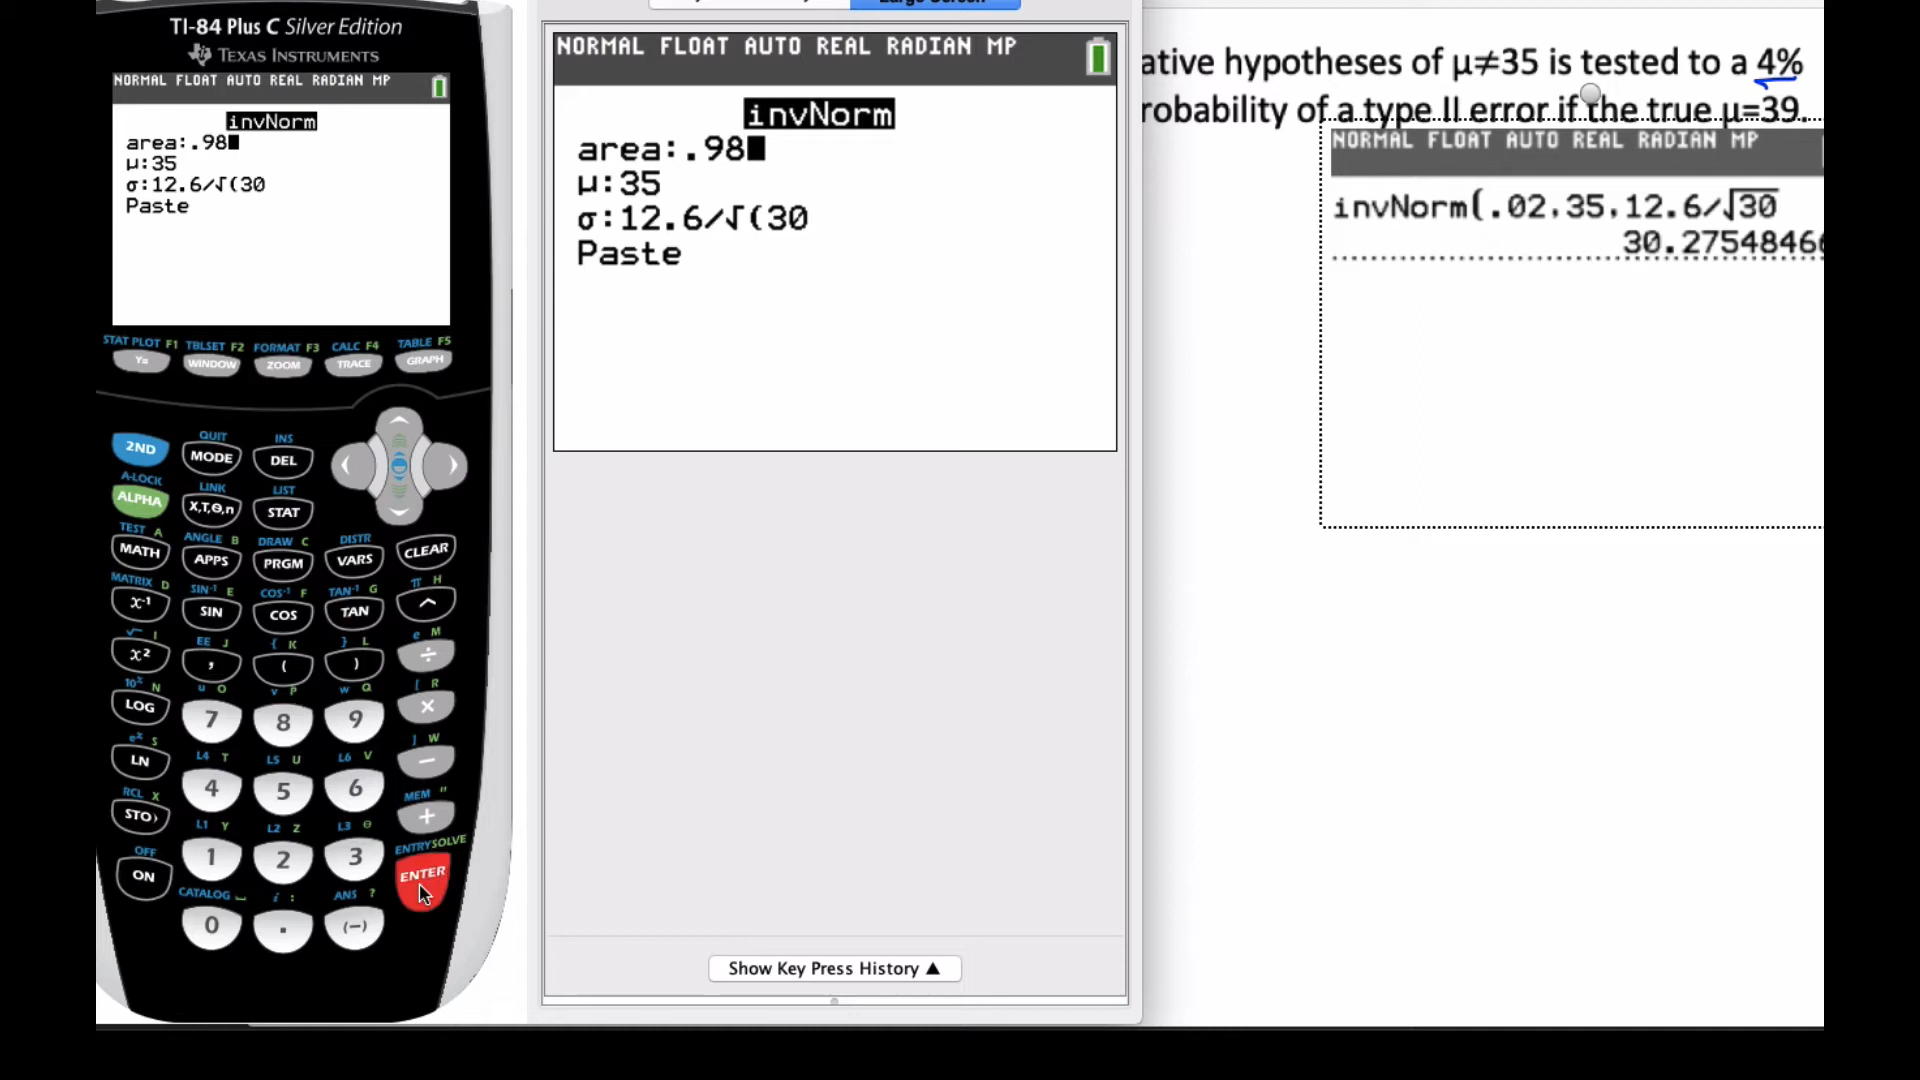 TI-84 Plus C Silver Edition
TEXAS INSTRUMENTS
NORMAL FLOAT AUTO REAL RADIAN MP
invNorm
area:.98
μ:35
σ:12.6/√(30
Paste
STAT PLOT F1 TBLSET F2 FORMAT F3 CALC F4 TABLE F5
Y= WINDOW ZOOM TRACE GRAPH
QUIT INS
2ND MODE DEL
A-LOCK LINK LIST
ALPHA X,T,Θ,n STAT
TEST A ANGLE B DRAW C DISTR
MATH APPS PRGM VARS CLEAR
MATRIX D SIN⁻¹ E COS⁻¹ F TAN⁻¹ G π H
x⁻¹ SIN COS TAN ^
√ I EE J { K } L e M
x² , ( ) ÷
10ˣ N u O v P w Q [ R
LOG 7 8 9 ×
eˣ S L4 T L5 U L6 V ] W
LN 4 5 6 −
RCL X L1 Y L2 Z L3 θ MEM "
STO› 1 2 3 +
OFF CATALOG i : ANS ? ENTRY SOLVE
ON 0 . (−) ENTER
Large Screen
NORMAL FLOAT AUTO REAL RADIAN MP
invNorm
area:.98
μ:35
σ:12.6/√(30
Paste
Show Key Press History ▲
ative hypotheses of μ≠35 is tested to a 4%
robability of a type II error if the true μ=39.
NORMAL FLOAT AUTO REAL RADIAN MP
invNorm(.02,35,12.6/√30
30.2754846